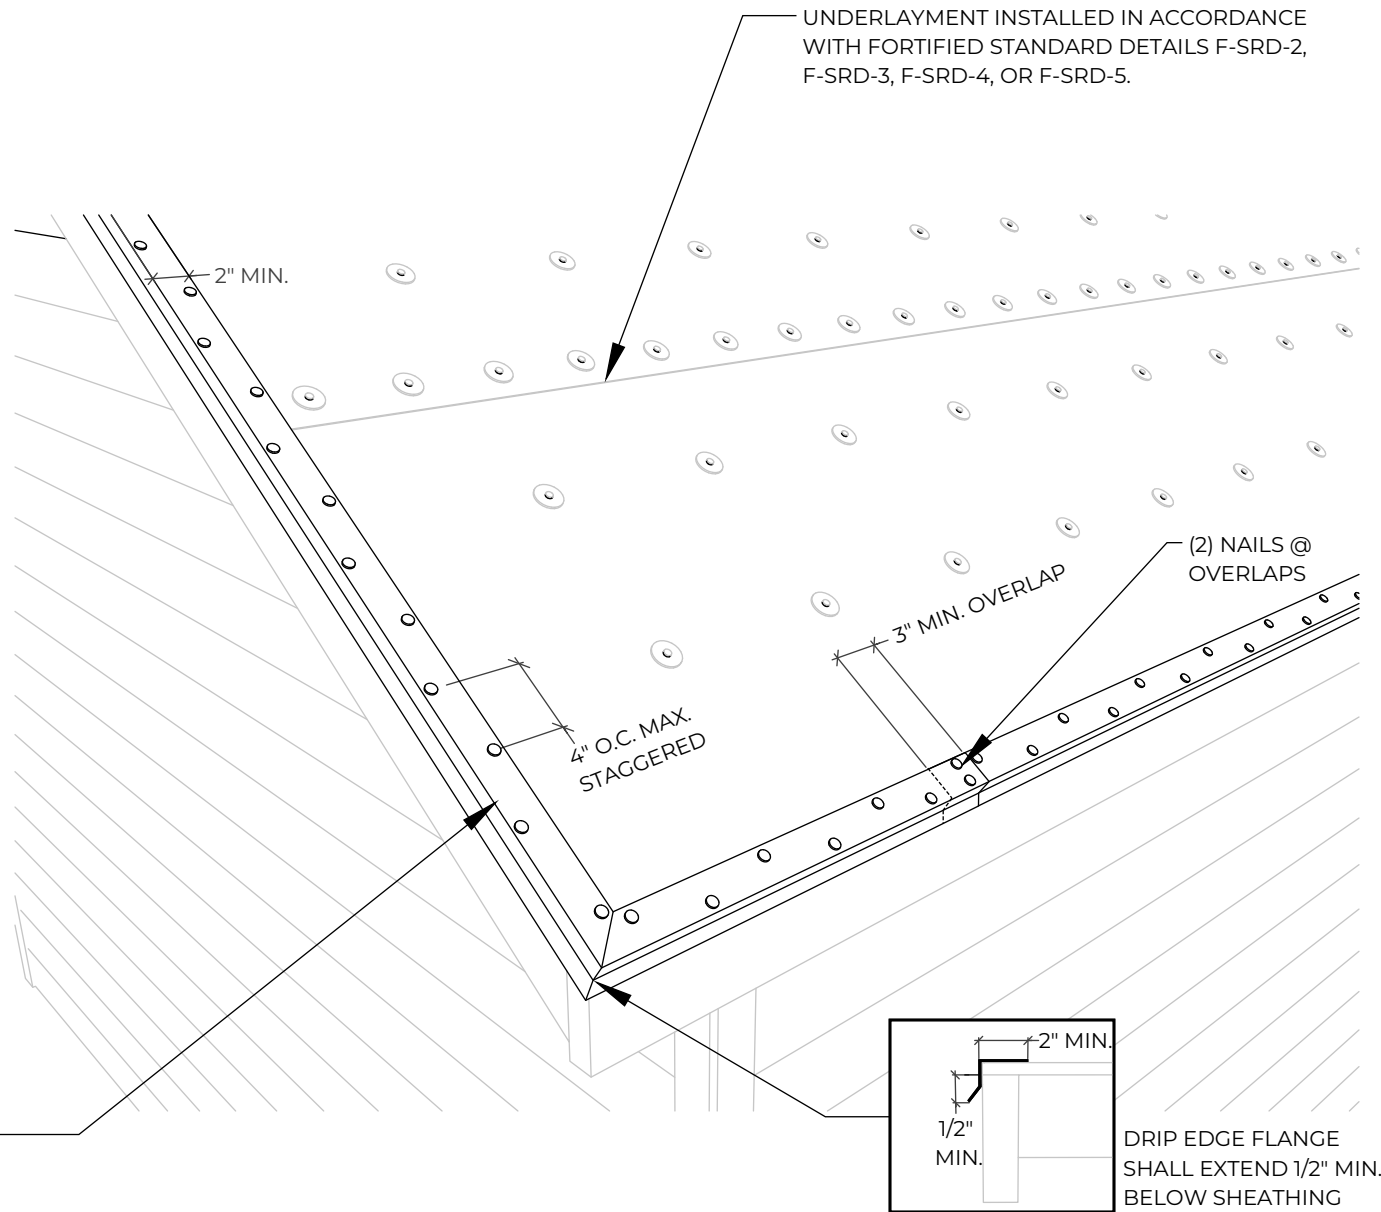 UNDERLAYMENT INSTALLED IN ACCORDANCE
WITH FORTIFIED STANDARD DETAILS F-SRD-2,
F-SRD-3, F-SRD-4, OR F-SRD-5.
2" MIN.
(2) NAILS @
OVERLAPS
3" MIN. OVERLAP
4" O.C. MAX.
STAGGERED
2" MIN.
1/2"
MIN.
DRIP EDGE FLANGE
SHALL EXTEND 1/2" MIN.
BELOW SHEATHING